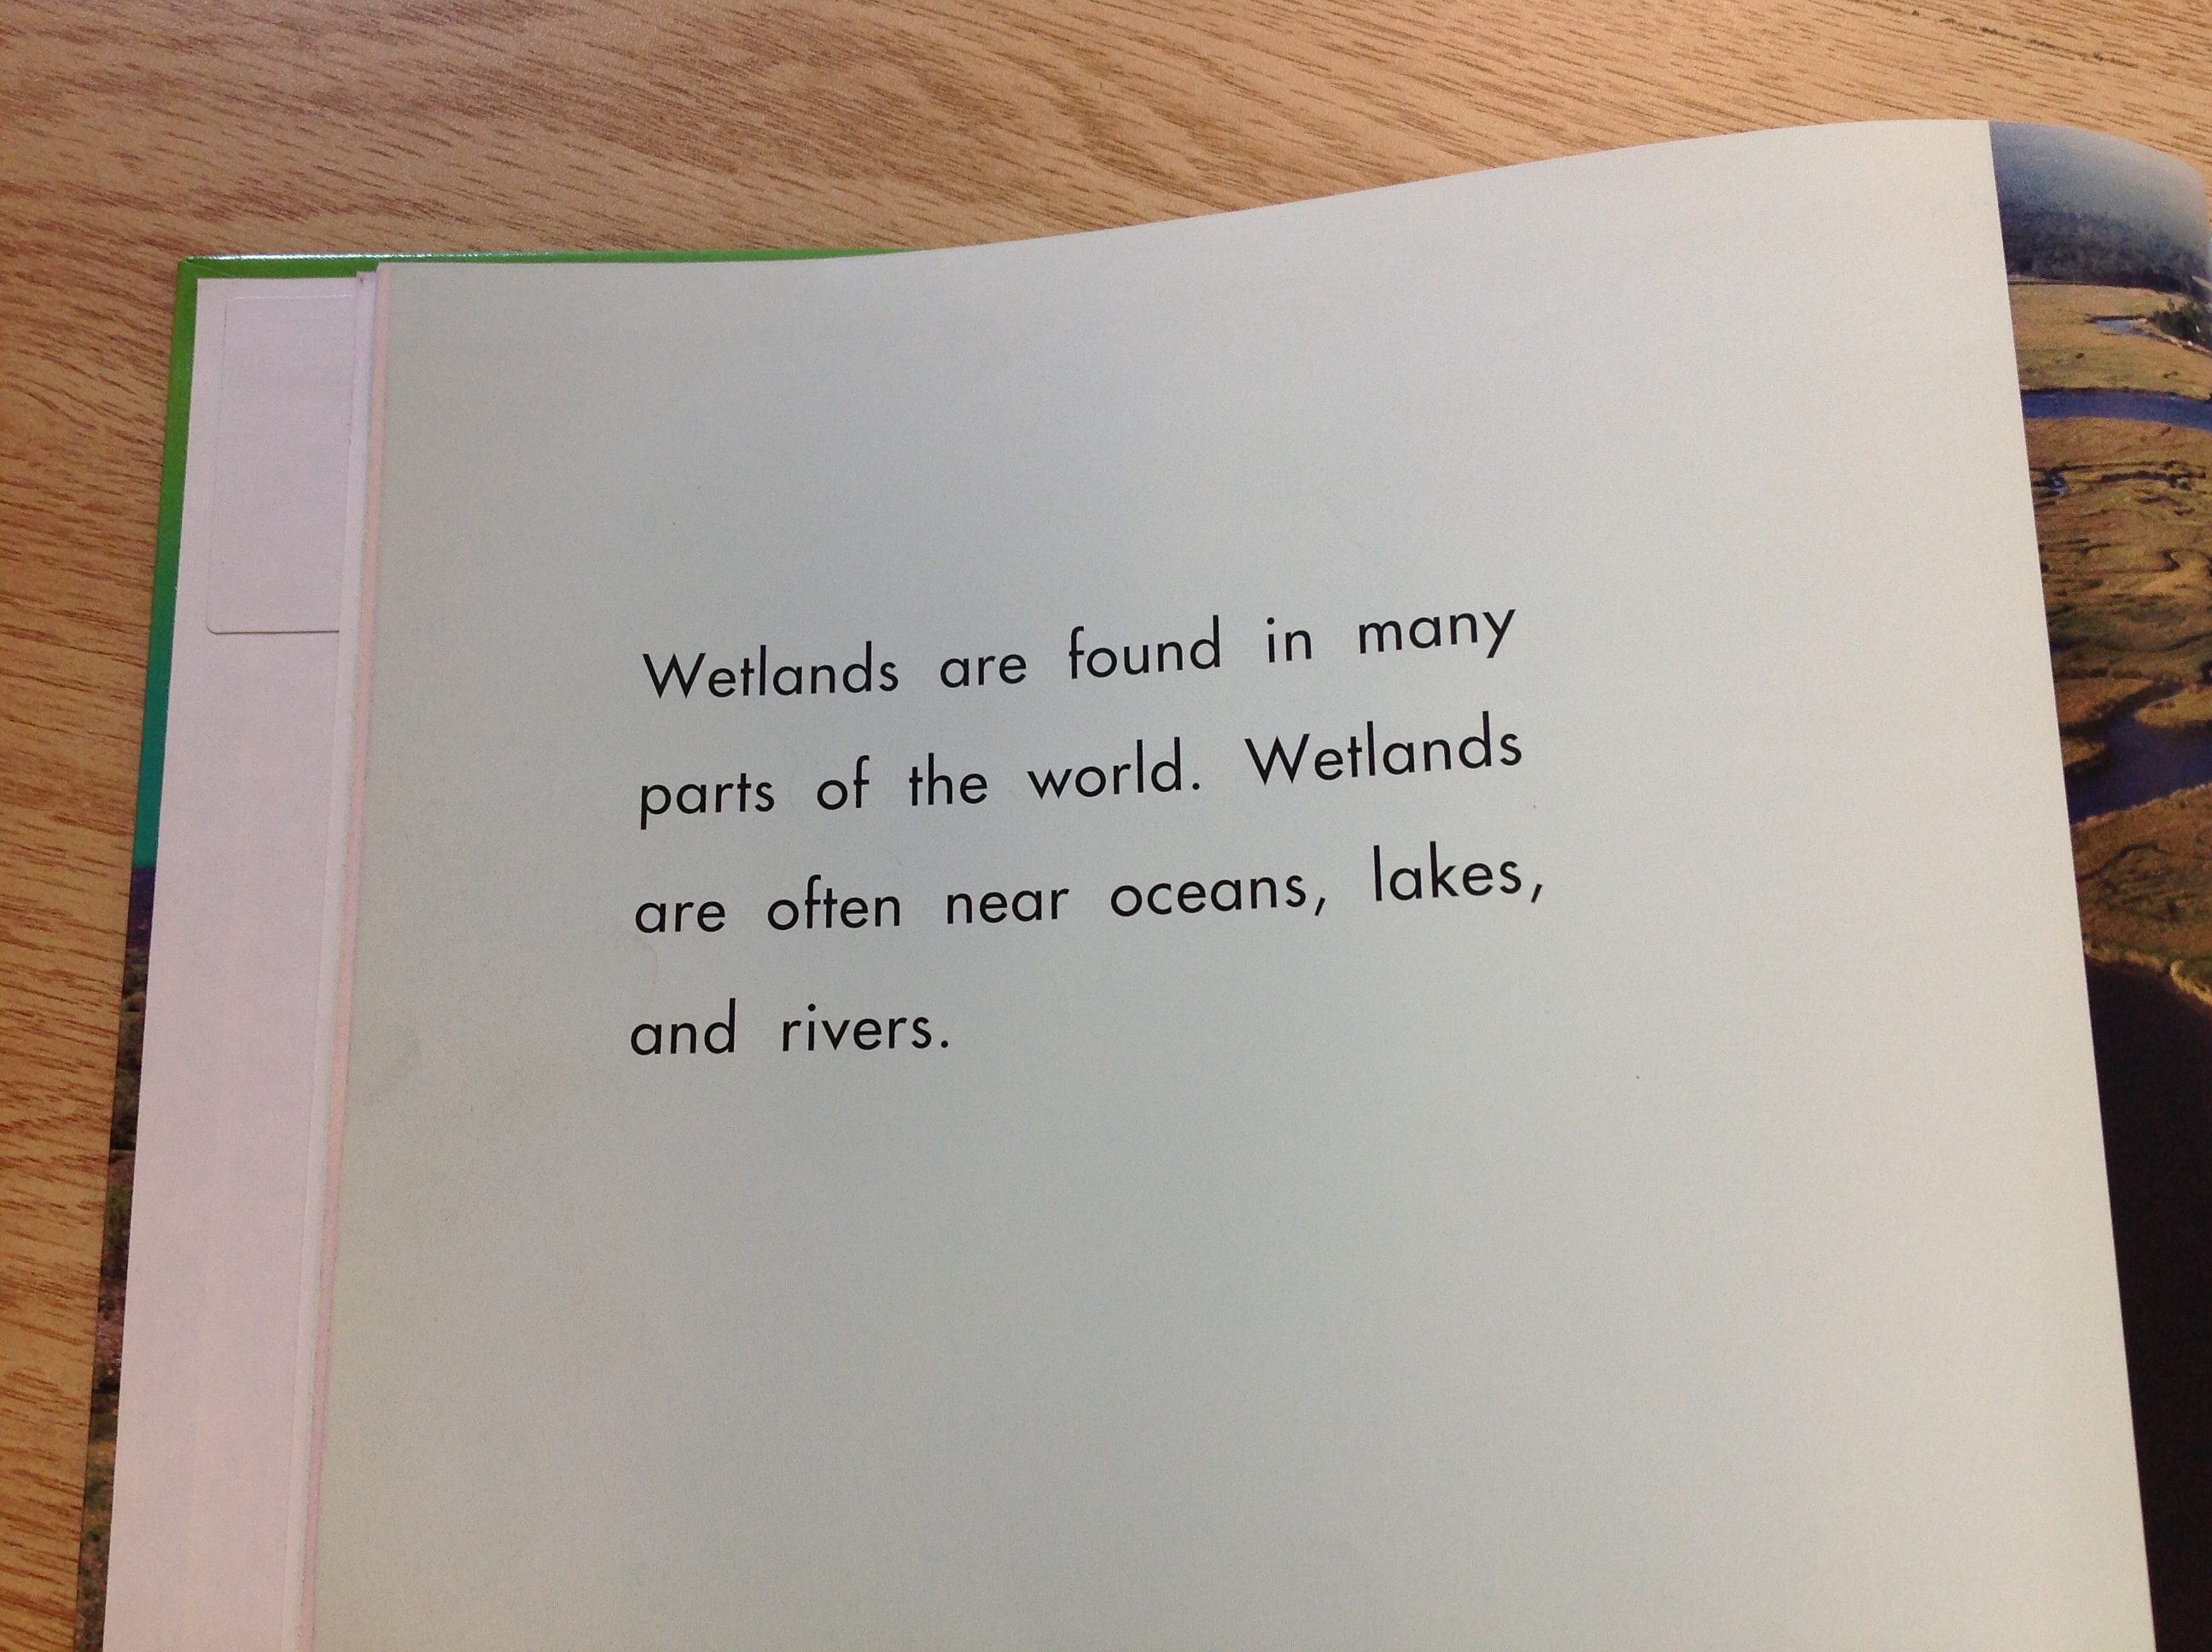 Wetlands are found in many
parts of the world. Wetlands
are often near oceans, lakes,
and rivers.